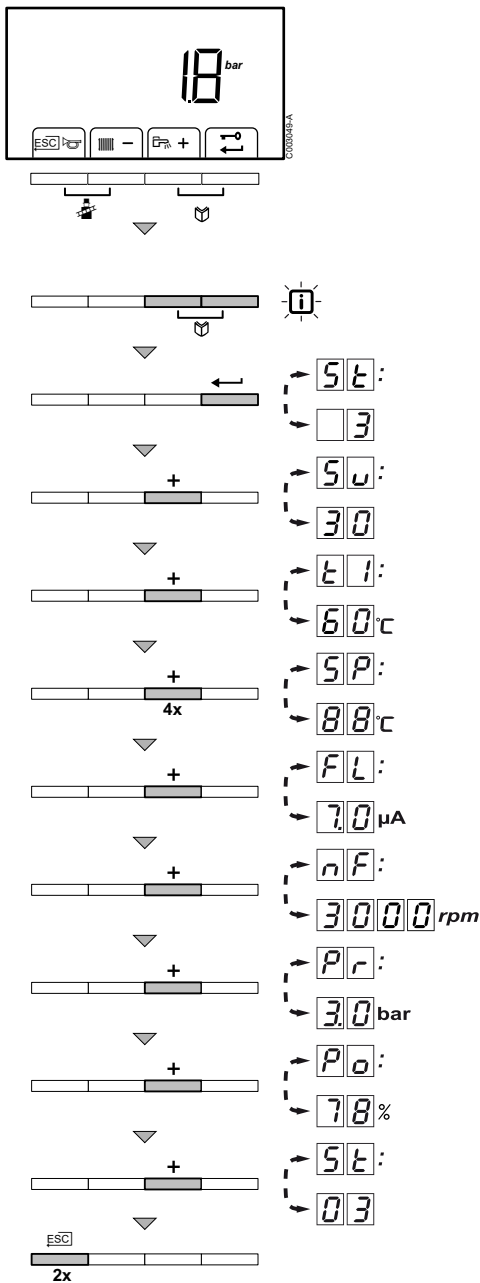 1.8 bar
ESC − + 
C003049-A
St:
3
+
Su:
30
+
t1:
60 °C
+
4x
SP:
88 °C
+
FL:
7.0 µA
+
nF:
3000 rpm
+
Pr:
3.0 bar
+
Po:
78 %
+
St:
03
ESC
2x